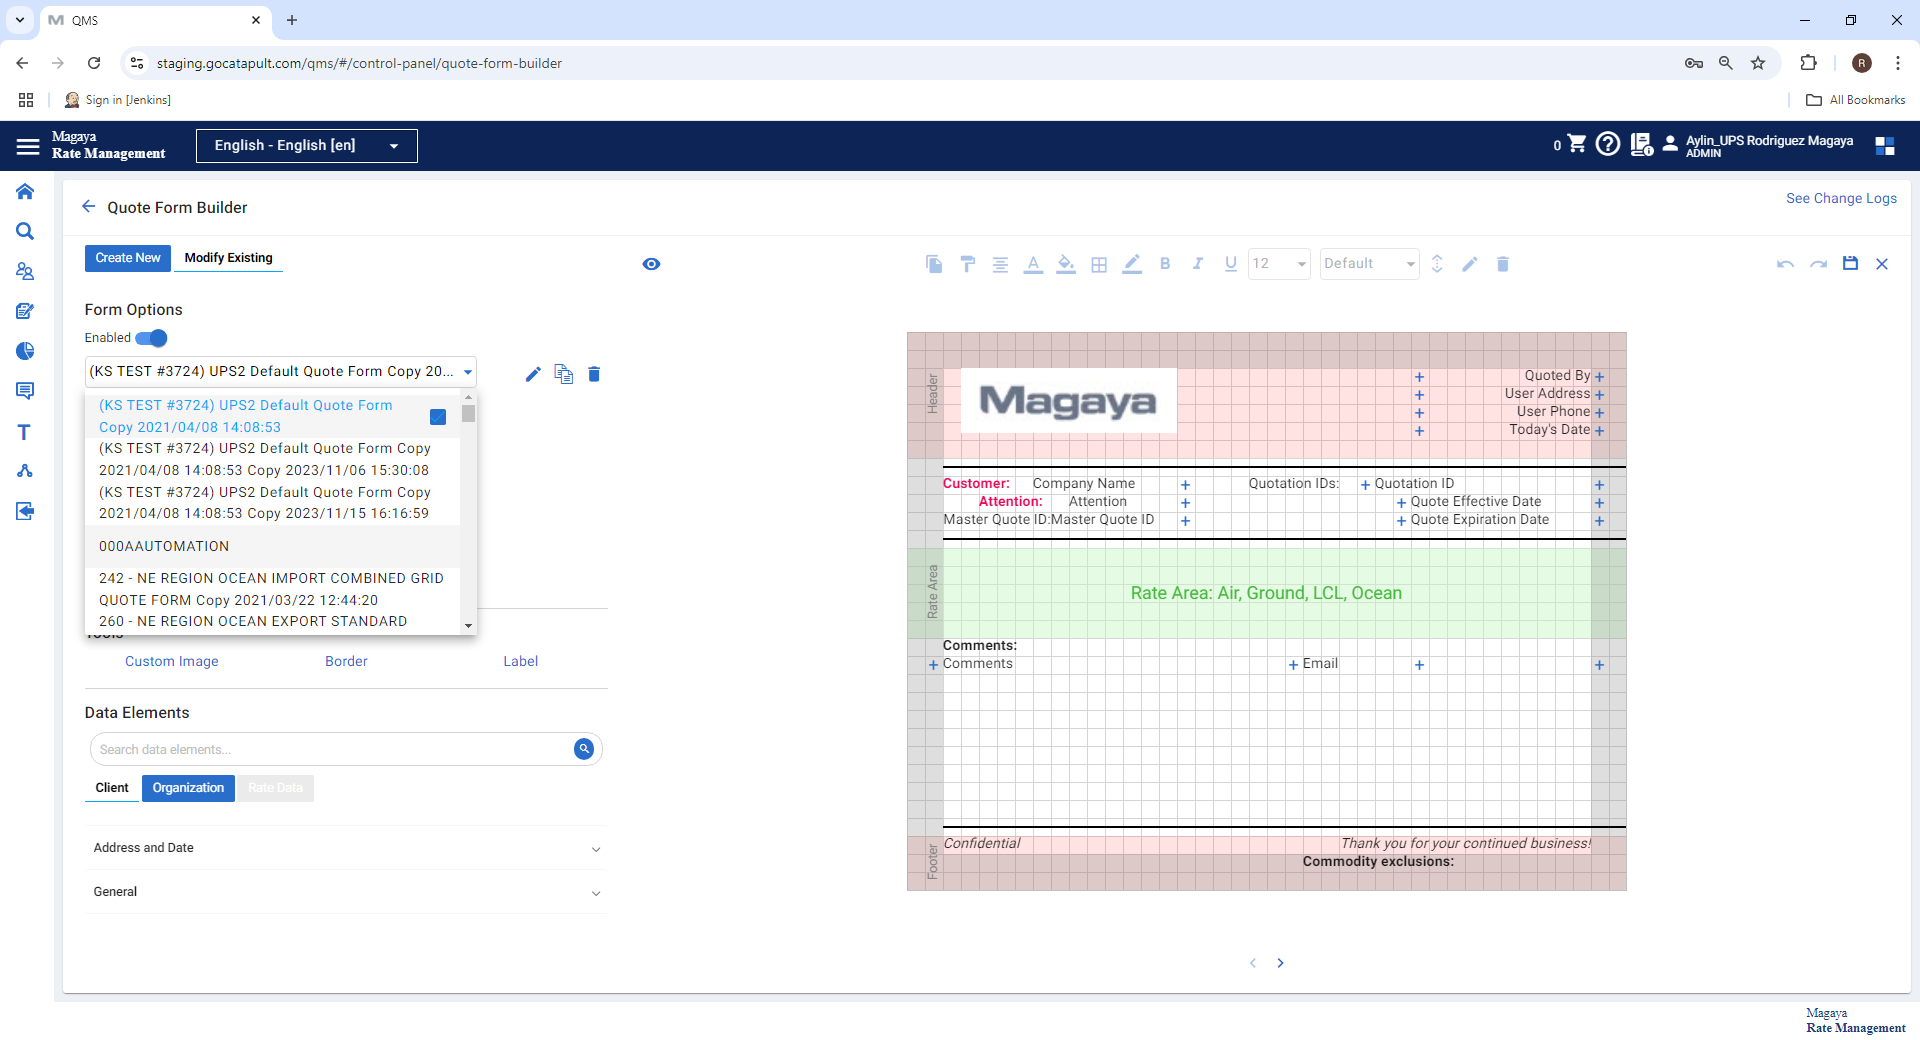 QMS
staging.gocatapult.com/qms/#/control-panel/quote-form-builder
R
Sign in [Jenkins]
All Bookmarks
Magaya
Rate Management
English - English [en]
0
Aylin_UPS Rodriguez Magaya
ADMIN
Quote Form Builder
See Change Logs
Create New
Modify Existing
12
Default
Form Options
Enabled
(KS TEST #3724) UPS2 Default Quote Form Copy 20...
(KS TEST #3724) UPS2 Default Quote Form
Copy 2021/04/08 14:08:53
(KS TEST #3724) UPS2 Default Quote Form Copy
2021/04/08 14:08:53 Copy 2023/11/06 15:30:08
(KS TEST #3724) UPS2 Default Quote Form Copy
2021/04/08 14:08:53 Copy 2023/11/15 16:16:59
000AAUTOMATION
242 - NE REGION OCEAN IMPORT COMBINED GRID
QUOTE FORM Copy 2021/03/22 12:44:20
260 - NE REGION OCEAN EXPORT STANDARD
Tools
Custom Image
Border
Label
Data Elements
Search data elements...
Client
Organization
Rate Data
Address and Date
General
Header
Magaya
Quoted By
User Address
User Phone
Today's Date
Customer: Company Name
Quotation IDs: Quotation ID
Attention: Attention
Quote Effective Date
Master Quote ID:Master Quote ID
Quote Expiration Date
Rate Area
Rate Area: Air, Ground, LCL, Ocean
Comments:
Comments
Email
Footer
Confidential
Thank you for your continued business!
Commodity exclusions:
Magaya
Rate Management